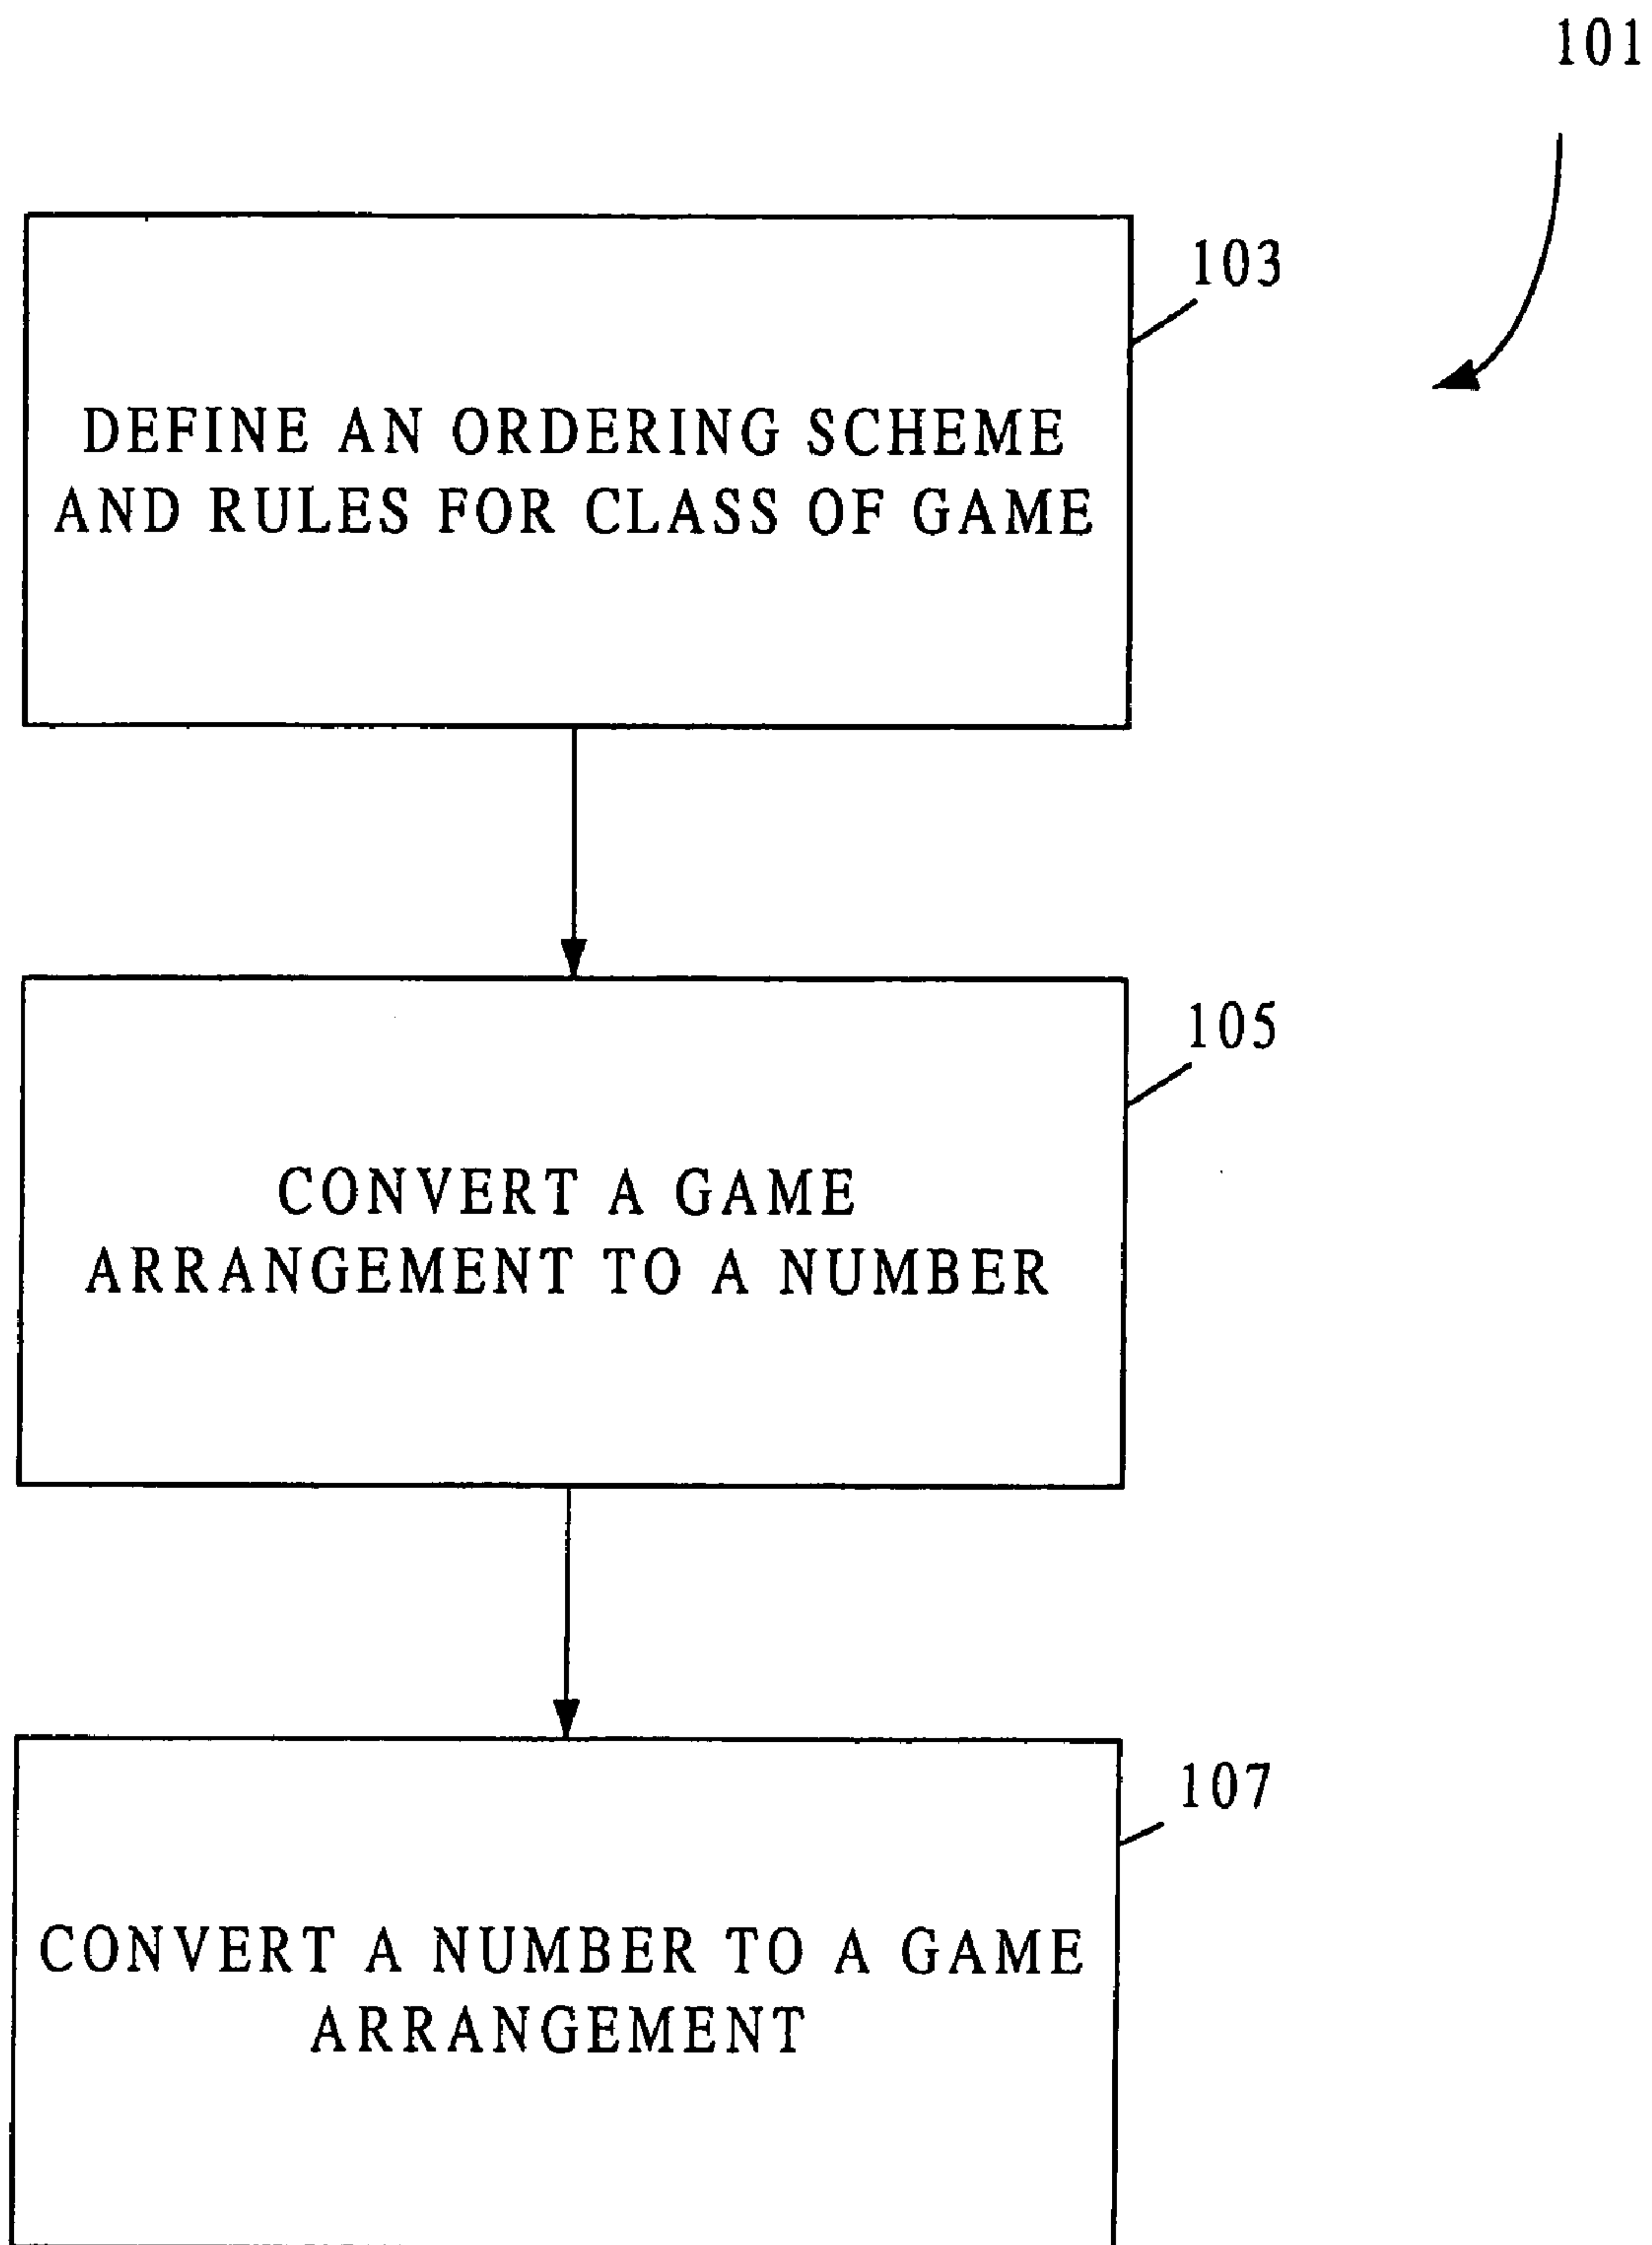 101
103
DEFINE AN ORDERING SCHEME
AND RULES FOR CLASS OF GAME
105
CONVERT A GAME
ARRANGEMENT TO A NUMBER
107
CONVERT A NUMBER TO A GAME
ARRANGEMENT